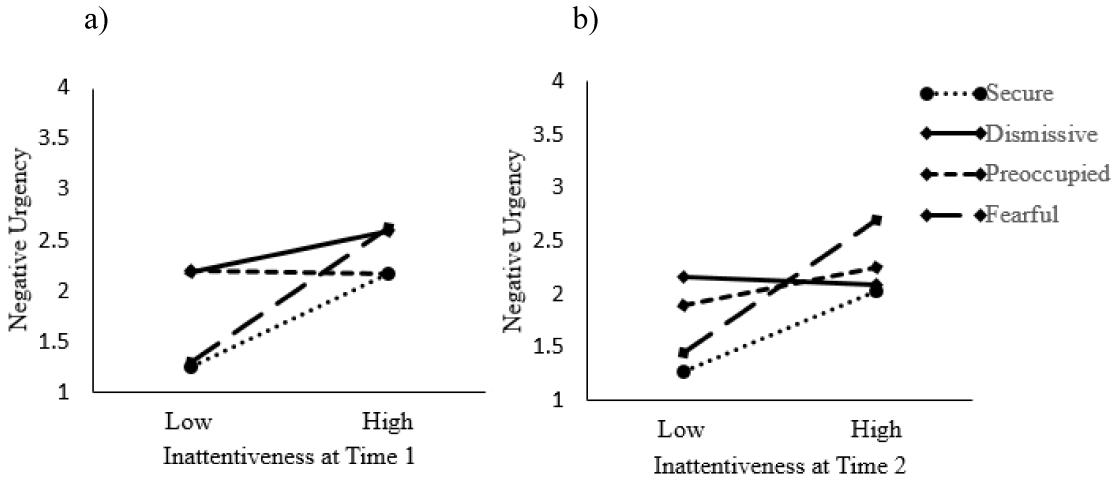 a)
4
3.5
3
2.5
2
1.5
1
Negative Urgency
Low
High
Inattentiveness at Time 1
b)
4
3.5
3
2.5
2
1.5
1
Negative Urgency
Low
High
Inattentiveness at Time 2
Secure
Dismissive
Preoccupied
Fearful